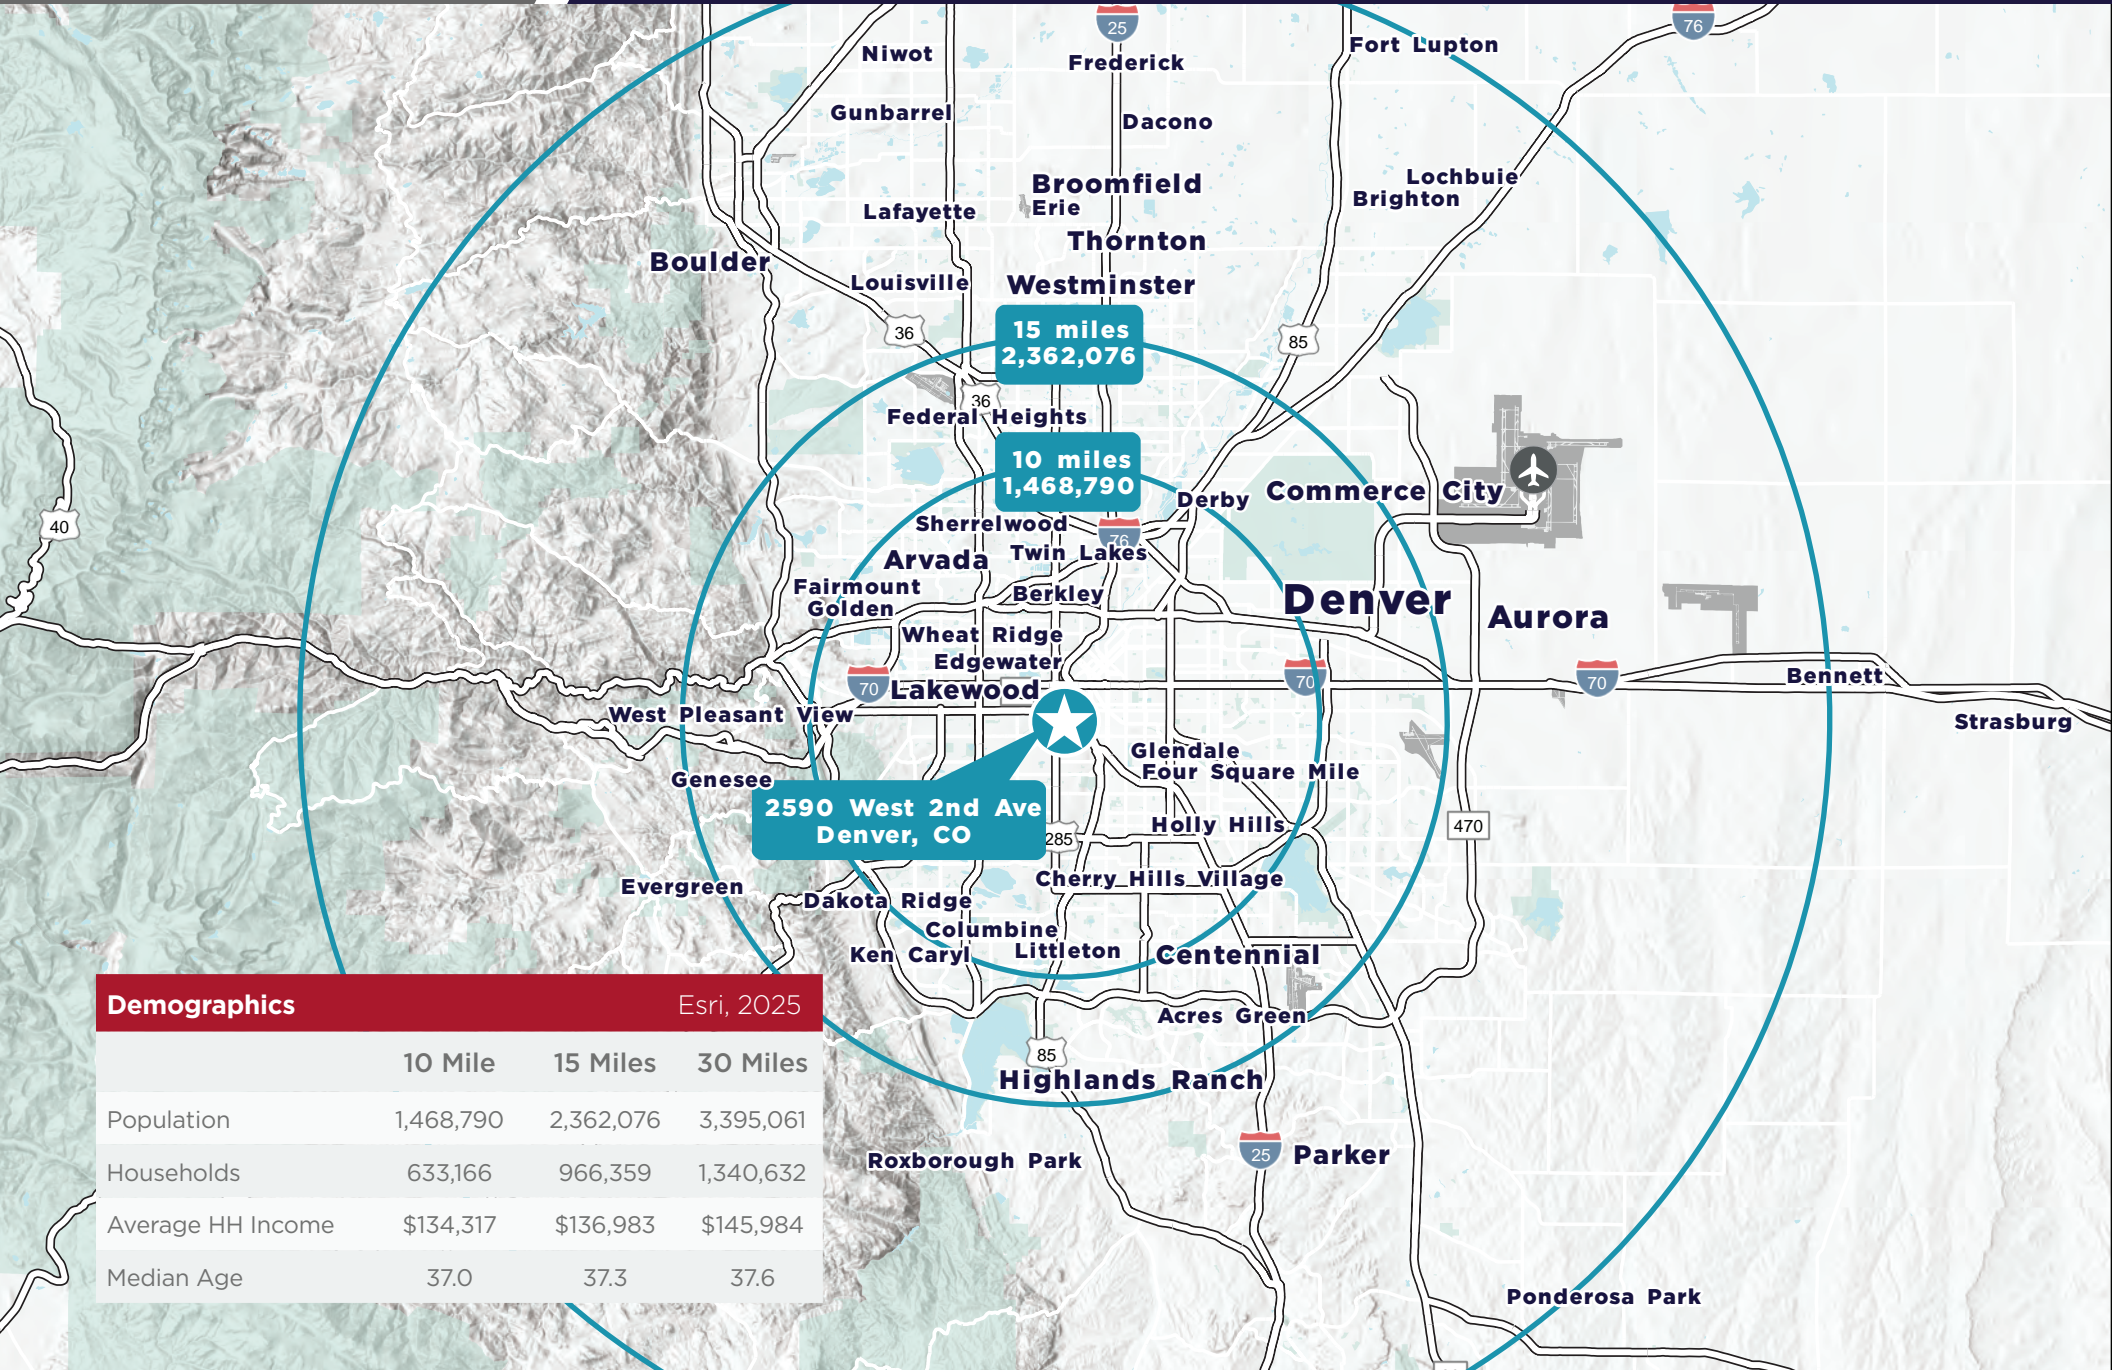 25
76
Niwot
Fort Lupton
Frederick
Gunbarrel
Dacono
Lochbuie
Broomfield
Brighton
Erie
Lafayette
Thornton
Boulder
Louisville
Westminster
36
15 miles
2,362,076
85
36
Federal Heights
10 miles
1,468,790
Derby
Commerce City
40
Sherrelwood
76
Twin Lakes
Arvada
Fairmount
Berkley
Denver
Golden
Aurora
Wheat Ridge
Edgewater
70
Lakewood
70
70
Bennett
West Pleasant View
Strasburg
Glendale
Four Square Mile
Genesee
2590 West 2nd Ave
Denver, CO
285
Holly Hills
470
Cherry Hills Village
Evergreen
Dakota Ridge
Columbine
Ken Caryl
Littleton
Centennial
Acres Green
85
Highlands Ranch
Roxborough Park
25
Parker
Ponderosa Park
Demographics Esri, 2025
10 Mile 15 Miles 30 Miles
Population 1,468,790 2,362,076 3,395,061
Households 633,166 966,359 1,340,632
Average HH Income $134,317 $136,983 $145,984
Median Age 37.0 37.3 37.6